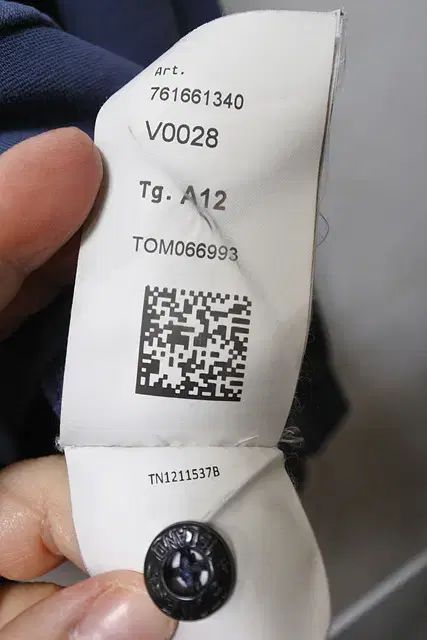 Art.
761661340
V0028
Tg. A12
TOM066993
TN1211537B